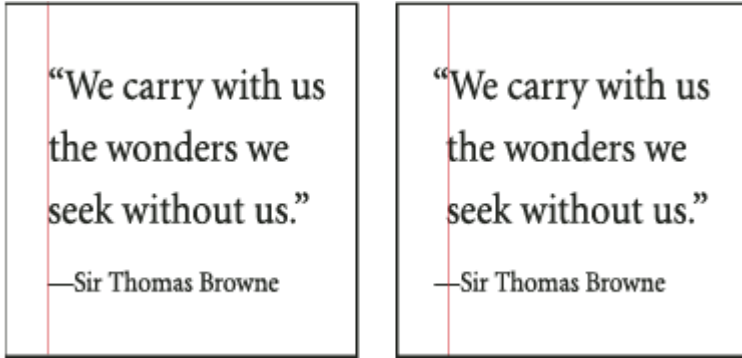 “We carry with us
the wonders we
seek without us.”
—Sir Thomas Browne
“We carry with us
the wonders we
seek without us.”
—Sir Thomas Browne